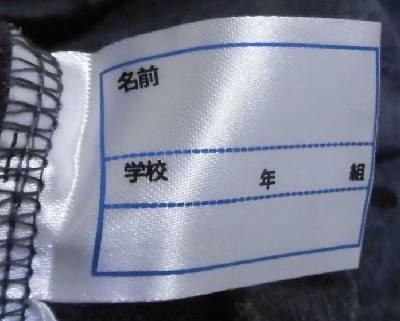 名前
学校 年 組